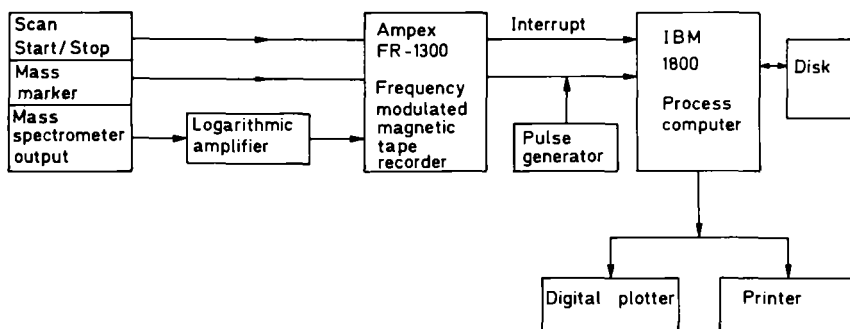 Scan
Start/Stop
Mass
marker
Mass
spectrometer
output
Logarithmic
amplifier
Ampex
FR-1300
Frequency
modulated
magnetic
tape
recorder
Interrupt
Pulse
generator
IBM
1800
Process
computer
Disk
Digital plotter
Printer